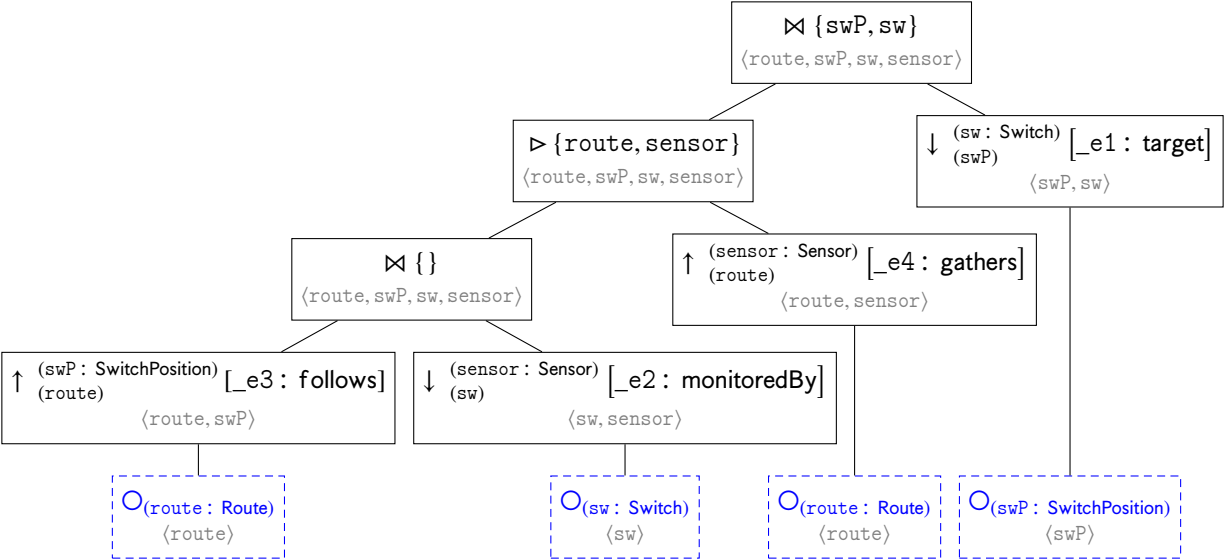 ⋈ {swP, sw}
⟨route, swP, sw, sensor⟩
▷ {route, sensor}
⟨route, swP, sw, sensor⟩
↓ (sw: Switch) (swP) [_e1: target]
⟨swP, sw⟩
⋈ {}
⟨route, swP, sw, sensor⟩
↑ (sensor: Sensor) (route) [_e4: gathers]
⟨route, sensor⟩
↑ (swP: SwitchPosition) (route) [_e3: follows]
⟨route, swP⟩
↓ (sensor: Sensor) (sw) [_e2: monitoredBy]
⟨sw, sensor⟩
○(route: Route)
⟨route⟩
○(sw: Switch)
⟨sw⟩
○(route: Route)
⟨route⟩
○(swP: SwitchPosition)
⟨swP⟩